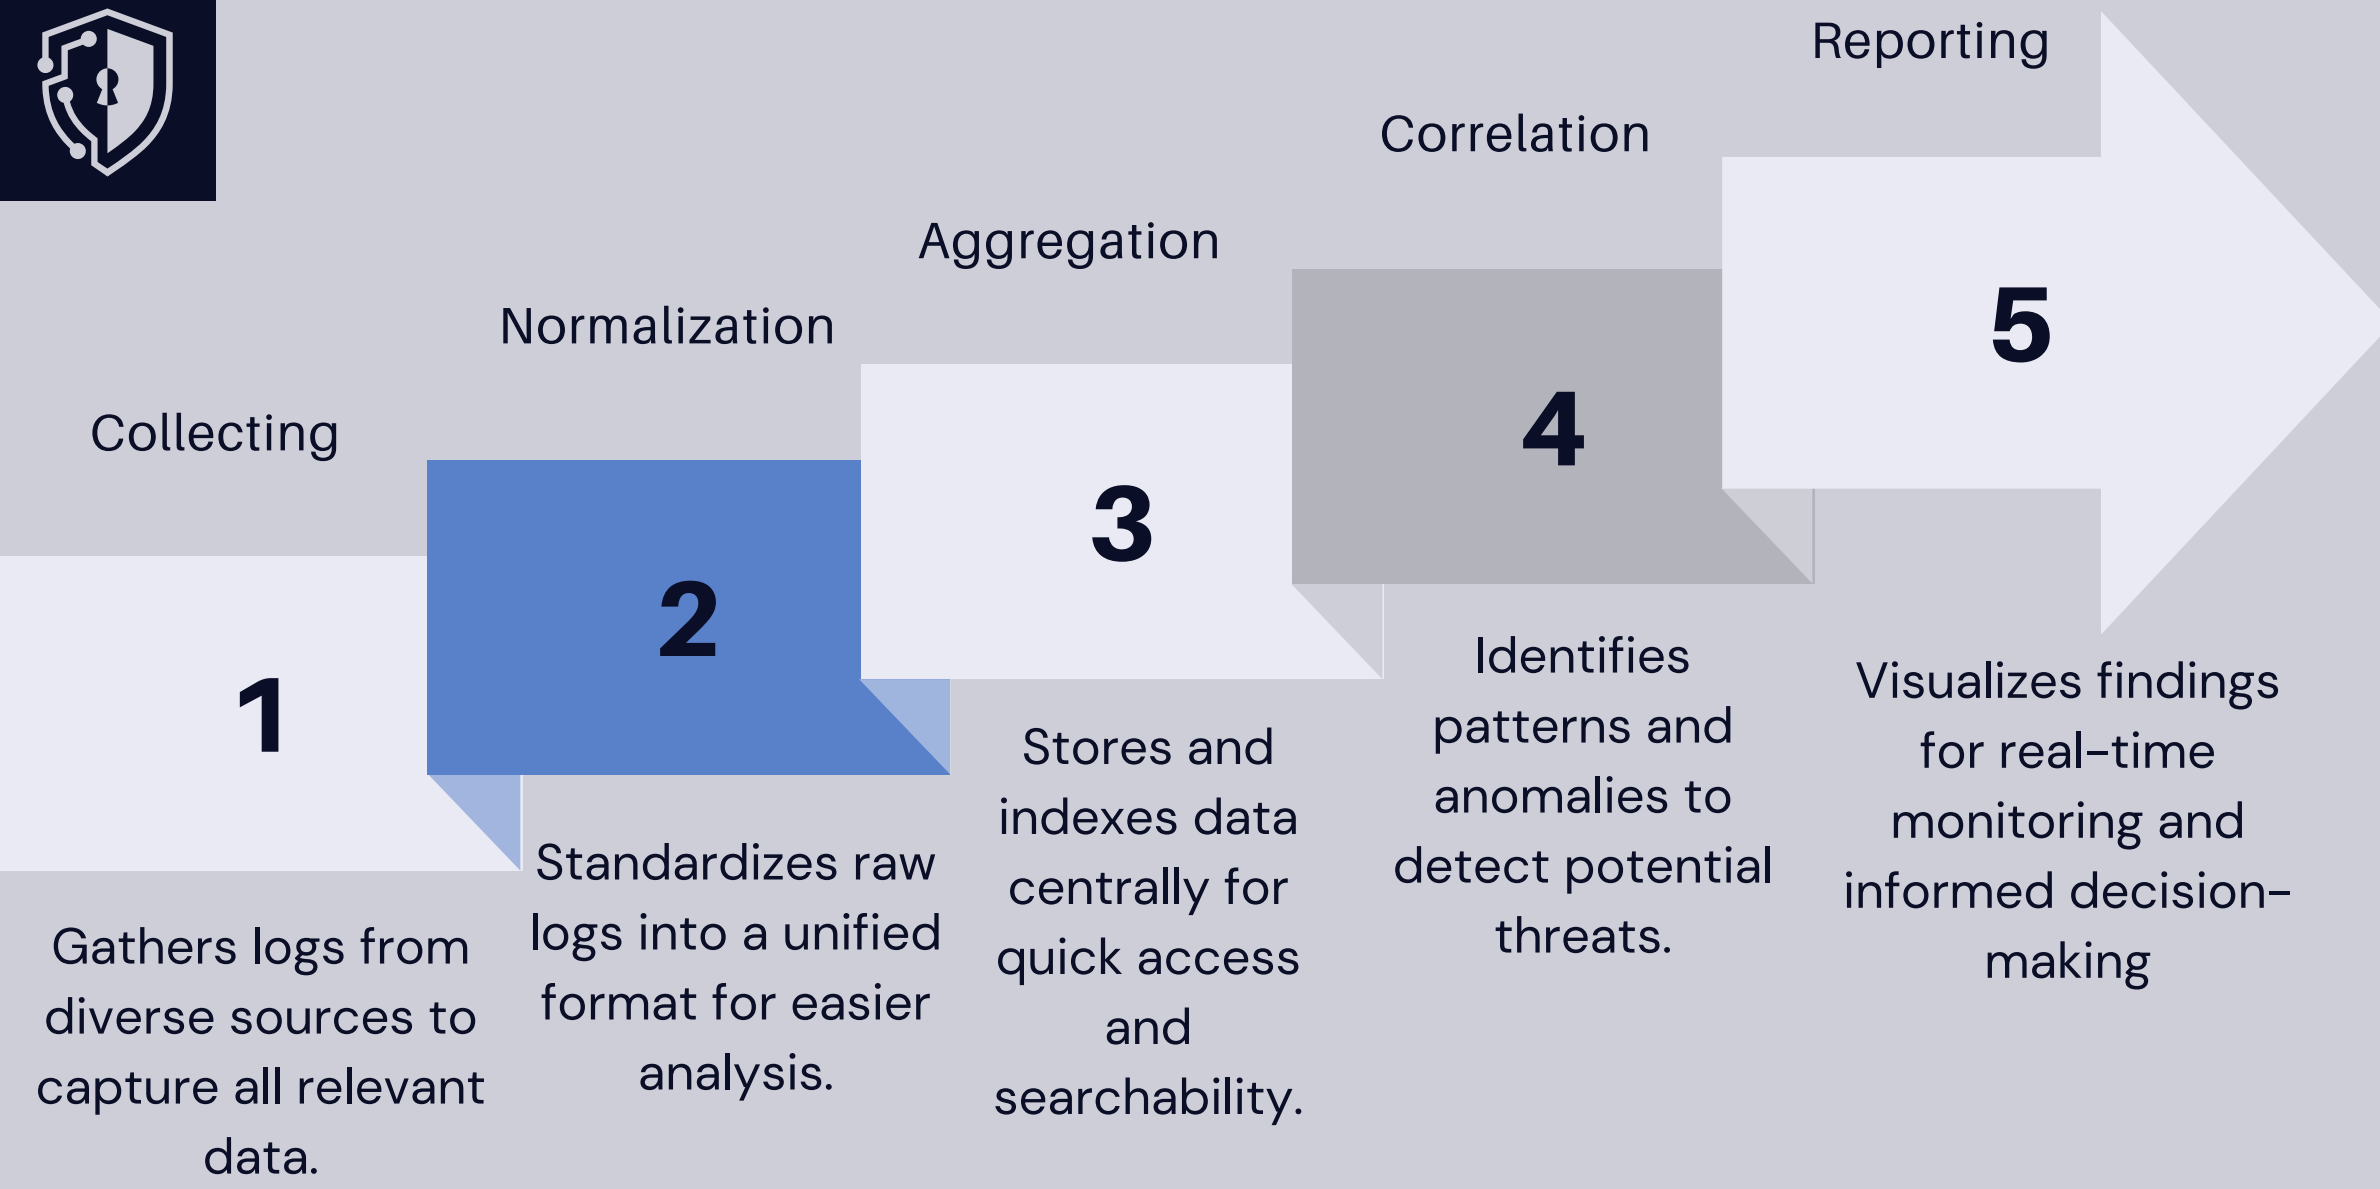 Collecting
1
Gathers logs from
diverse sources to
capture all relevant
data.
Normalization
2
Standardizes raw
logs into a unified
format for easier
analysis.
Aggregation
3
Stores and
indexes data
centrally for
quick access
and
searchability.
Correlation
4
Identifies
patterns and
anomalies to
detect potential
threats.
Reporting
5
Visualizes findings
for real-time
monitoring and
informed decision-
making